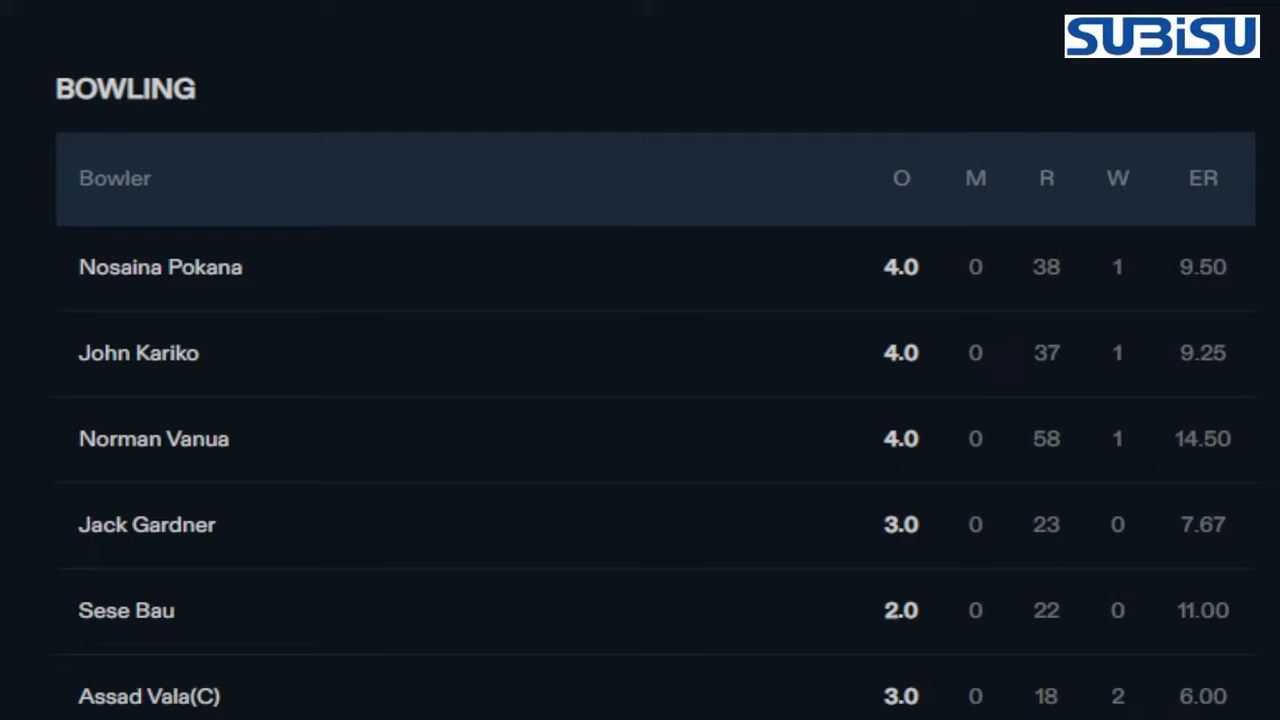 SUBISU
BOWLING
Bowler O M R W ER
Nosaina Pokana 4.0 0 38 1 9.50
John Kariko 4.0 0 37 1 9.25
Norman Vanua 4.0 0 58 1 14.50
Jack Gardner 3.0 0 23 0 7.67
Sese Bau 2.0 0 22 0 11.00
Assad Vala(C) 3.0 0 18 2 6.00